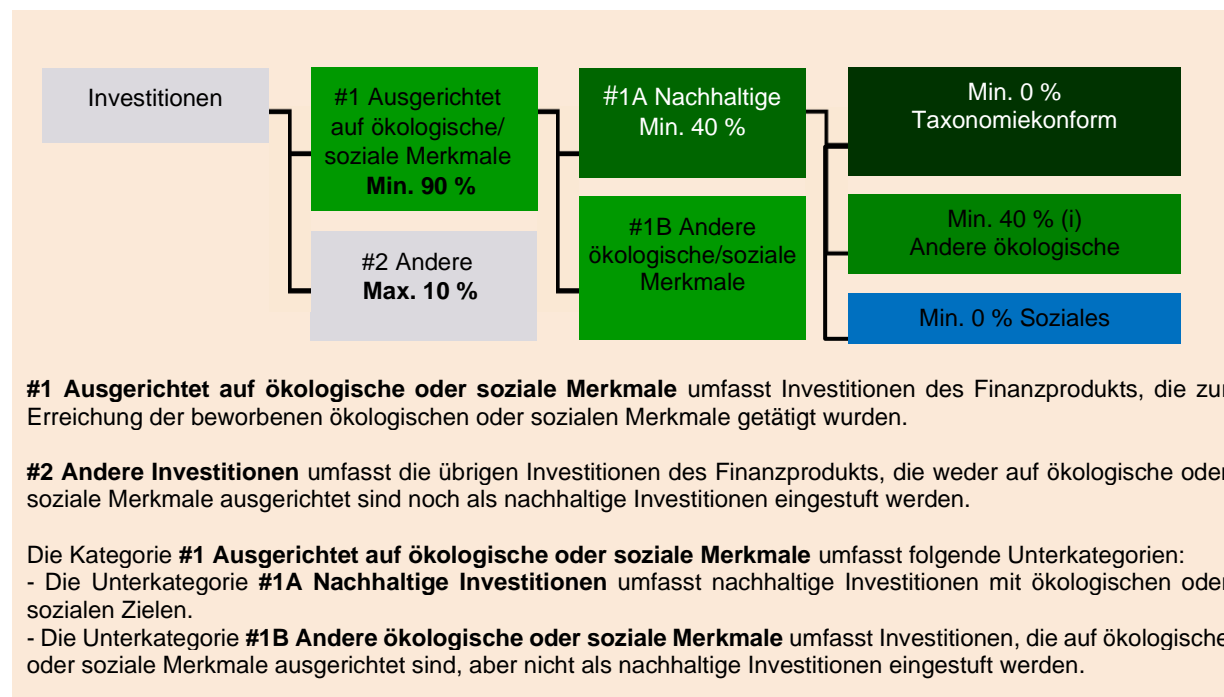 Investitionen
#1 Ausgerichtet
auf ökologische/
soziale Merkmale
Min. 90 %
#2 Andere
Max. 10 %
#1A Nachhaltige
Min. 40 %
#1B Andere
ökologische/soziale
Merkmale
Min. 0 %
Taxonomiekonform
Min. 40 % (i)
Andere ökologische
Min. 0 % Soziales
#1 Ausgerichtet auf ökologische oder soziale Merkmale umfasst Investitionen des Finanzprodukts, die zur
Erreichung der beworbenen ökologischen oder sozialen Merkmale getätigt wurden.
#2 Andere Investitionen umfasst die übrigen Investitionen des Finanzprodukts, die weder auf ökologische oder
soziale Merkmale ausgerichtet sind noch als nachhaltige Investitionen eingestuft werden.
Die Kategorie #1 Ausgerichtet auf ökologische oder soziale Merkmale umfasst folgende Unterkategorien:
- Die Unterkategorie #1A Nachhaltige Investitionen umfasst nachhaltige Investitionen mit ökologischen oder
sozialen Zielen.
- Die Unterkategorie #1B Andere ökologische oder soziale Merkmale umfasst Investitionen, die auf ökologische
oder soziale Merkmale ausgerichtet sind, aber nicht als nachhaltige Investitionen eingestuft werden.